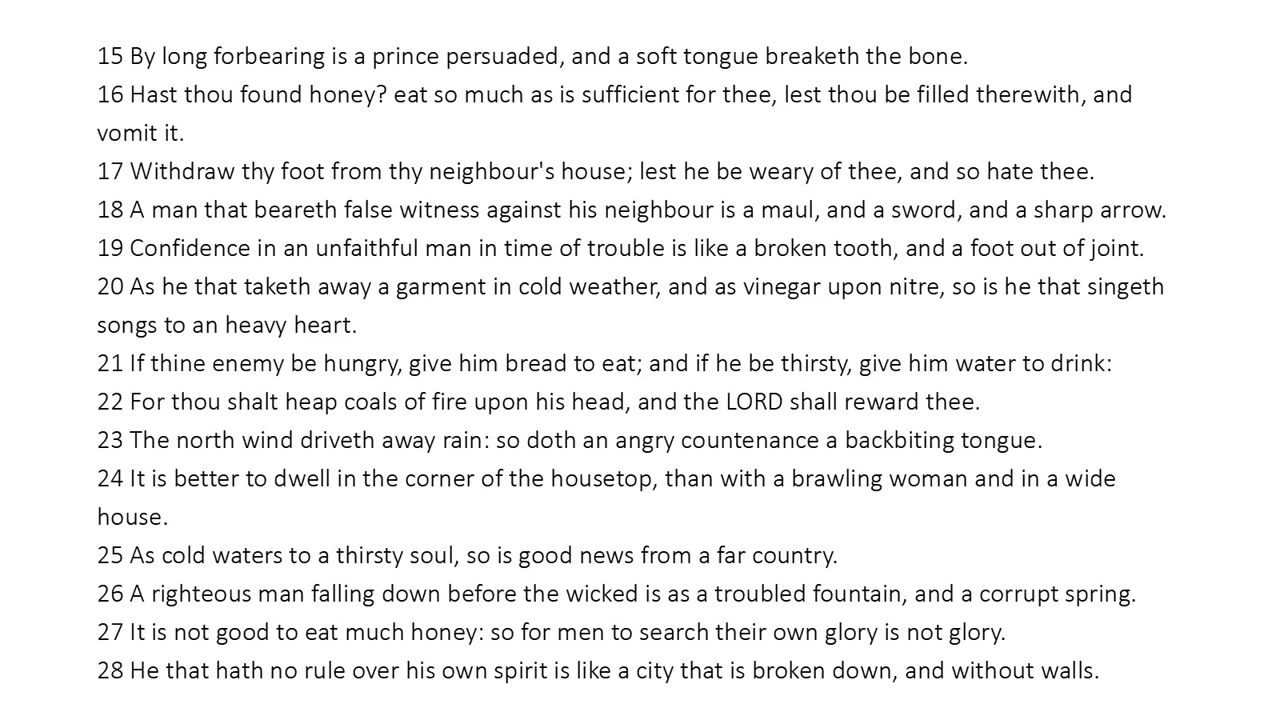 15 By long forbearing is a prince persuaded, and a soft tongue breaketh the bone.
16 Hast thou found honey? eat so much as is sufficient for thee, lest thou be filled therewith, and
vomit it.
17 Withdraw thy foot from thy neighbour's house; lest he be weary of thee, and so hate thee.
18 A man that beareth false witness against his neighbour is a maul, and a sword, and a sharp arrow.
19 Confidence in an unfaithful man in time of trouble is like a broken tooth, and a foot out of joint.
20 As he that taketh away a garment in cold weather, and as vinegar upon nitre, so is he that singeth
songs to an heavy heart.
21 If thine enemy be hungry, give him bread to eat; and if he be thirsty, give him water to drink:
22 For thou shalt heap coals of fire upon his head, and the LORD shall reward thee.
23 The north wind driveth away rain: so doth an angry countenance a backbiting tongue.
24 It is better to dwell in the corner of the housetop, than with a brawling woman and in a wide
house.
25 As cold waters to a thirsty soul, so is good news from a far country.
26 A righteous man falling down before the wicked is as a troubled fountain, and a corrupt spring.
27 It is not good to eat much honey: so for men to search their own glory is not glory.
28 He that hath no rule over his own spirit is like a city that is broken down, and without walls.